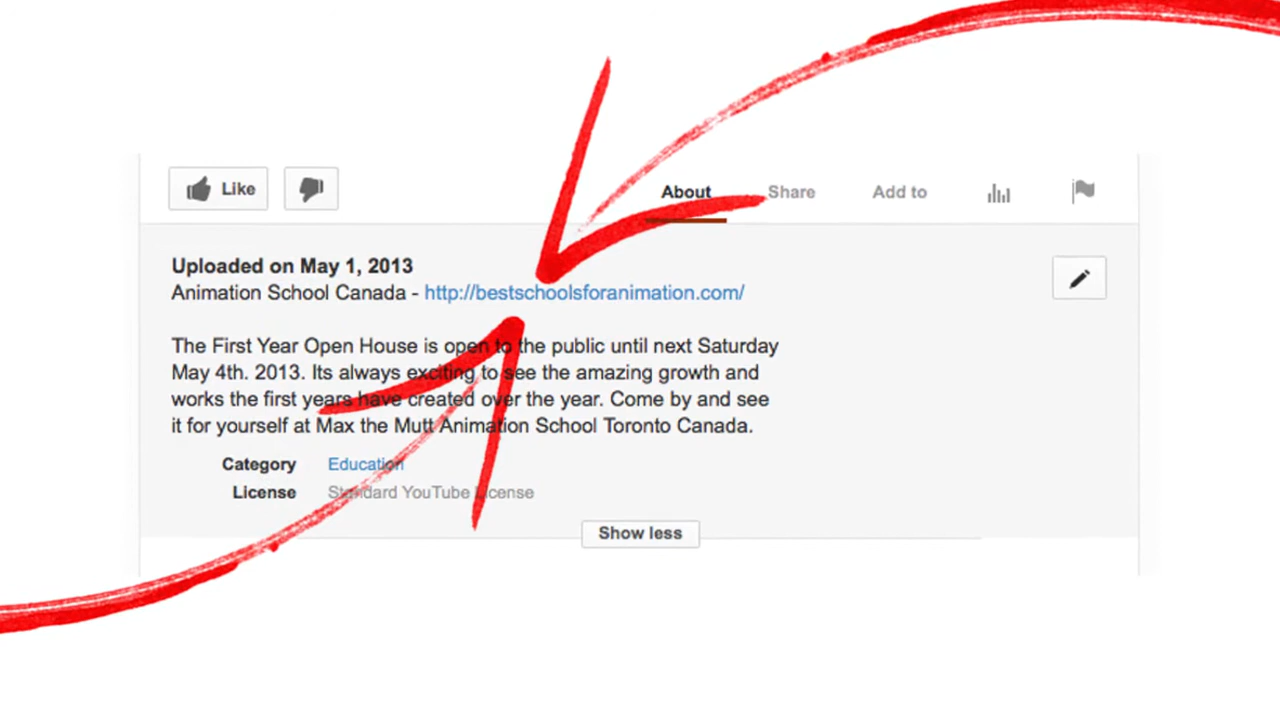 Like
About
Share
Add to
Uploaded on May 1, 2013
Animation School Canada - http://bestschoolsforanimation.com/
The First Year Open House is open to the public until next Saturday
May 4th. 2013. Its always exciting to see the amazing growth and
works the first years have created over the year. Come by and see
it for yourself at Max the Mutt Animation School Toronto Canada.
Category Education
License Standard YouTube License
Show less